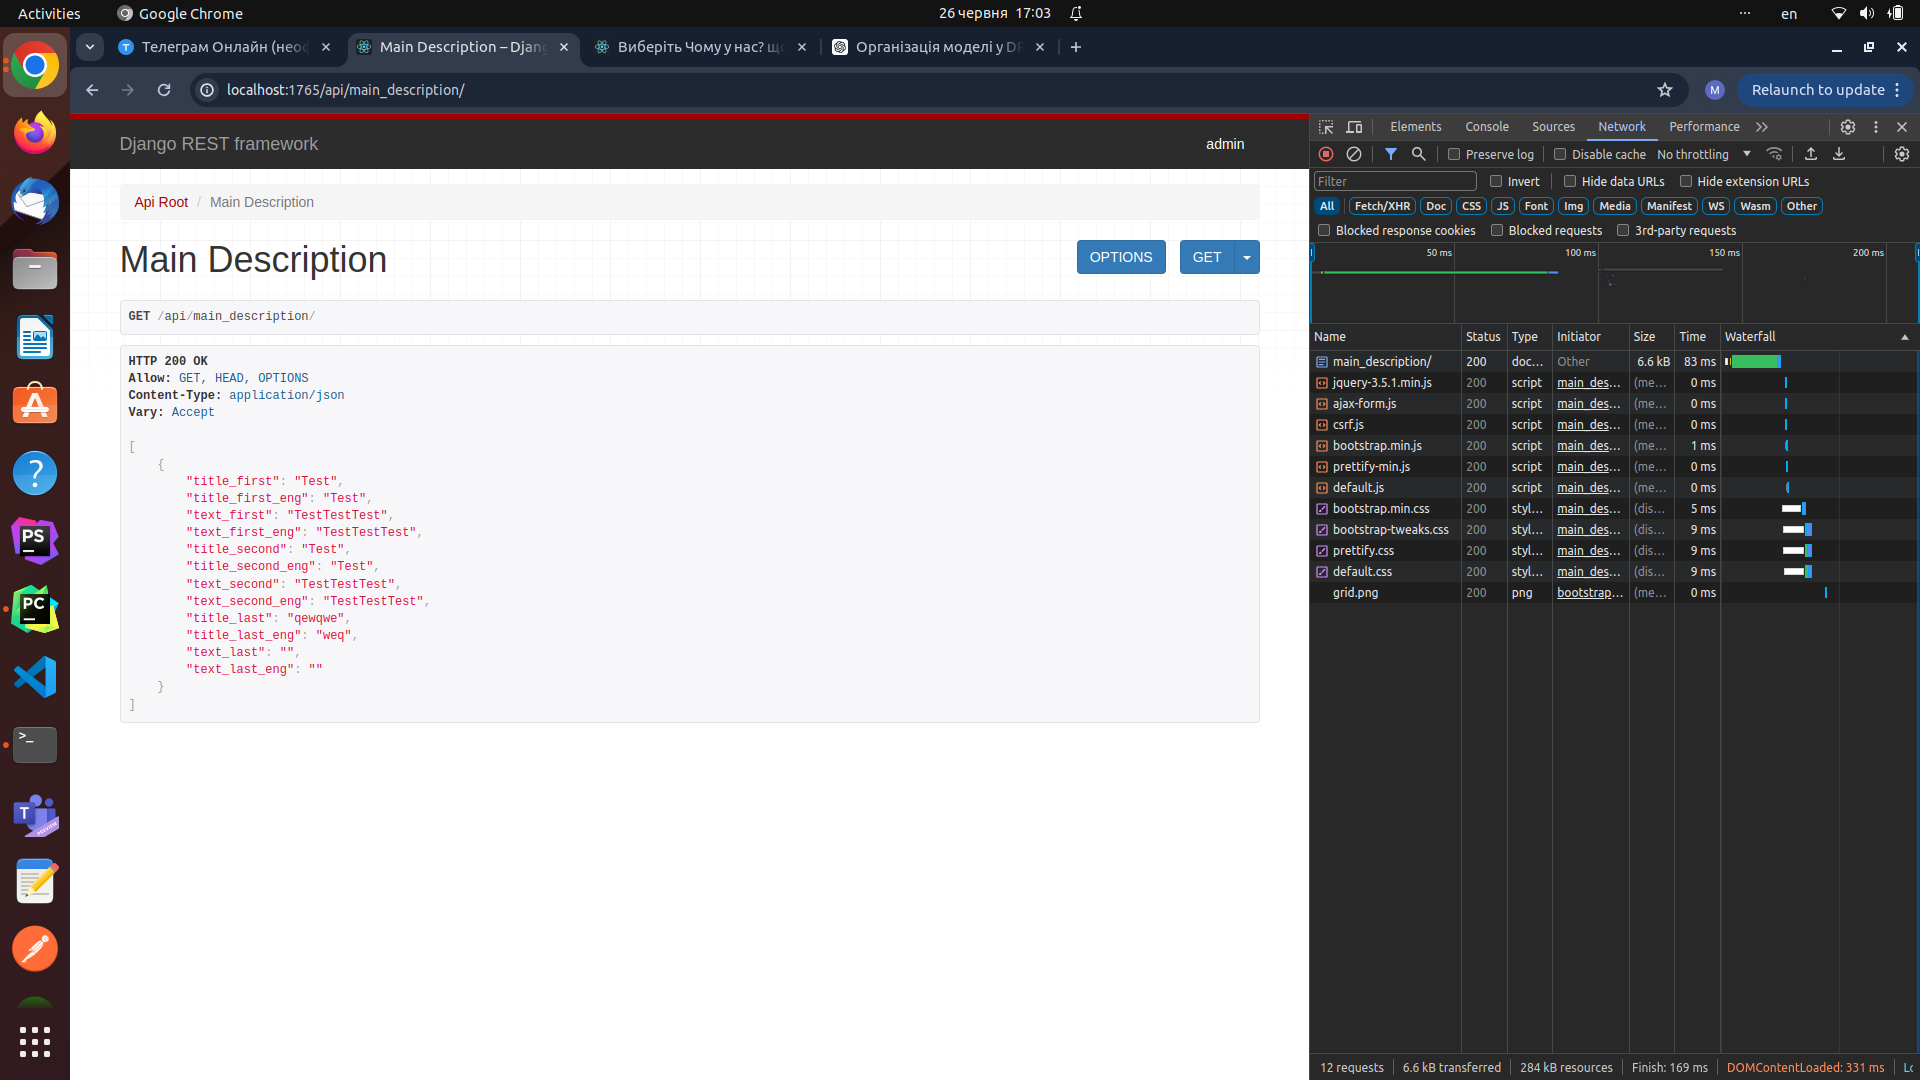 Activities
Google Chrome
26 червня 17:03
en
Телеграм Онлайн (неоф
Main Description – Djang
Виберіть Чому у нас? що
Організація моделі у DF
localhost:1765/api/main_description/
M
Relaunch to update
Django REST framework
admin
Api Root / Main Description
Main Description
OPTIONS
GET
GET /api/main_description/
HTTP 200 OK
Allow: GET, HEAD, OPTIONS
Content-Type: application/json
Vary: Accept
[
{
"title_first": "Test",
"title_first_eng": "Test",
"text_first": "TestTestTest",
"text_first_eng": "TestTestTest",
"title_second": "Test",
"title_second_eng": "Test",
"text_second": "TestTestTest",
"text_second_eng": "TestTestTest",
"title_last": "qewqwe",
"title_last_eng": "weq",
"text_last": "",
"text_last_eng": ""
}
]
Elements Console Sources Network Performance
Preserve log Disable cache No throttling
Filter Invert Hide data URLs Hide extension URLs
All Fetch/XHR Doc CSS JS Font Img Media Manifest WS Wasm Other
Blocked response cookies Blocked requests 3rd-party requests
50 ms 100 ms 150 ms 200 ms
Name Status Type Initiator Size Time Waterfall
main_description/ 200 doc... Other 6.6 kB 83 ms
jquery-3.5.1.min.js 200 script main_des... (me... 0 ms
ajax-form.js 200 script main_des... (me... 0 ms
csrf.js 200 script main_des... (me... 0 ms
bootstrap.min.js 200 script main_des... (me... 1 ms
prettify-min.js 200 script main_des... (me... 0 ms
default.js 200 script main_des... (me... 0 ms
bootstrap.min.css 200 styl... main_des... (dis... 5 ms
bootstrap-tweaks.css 200 styl... main_des... (dis... 9 ms
prettify.css 200 styl... main_des... (dis... 9 ms
default.css 200 styl... main_des... (dis... 9 ms
grid.png 200 png bootstrap... (me... 0 ms
12 requests 6.6 kB transferred 284 kB resources Finish: 169 ms DOMContentLoaded: 331 ms Lo
PS
PC
T
PREVIEW